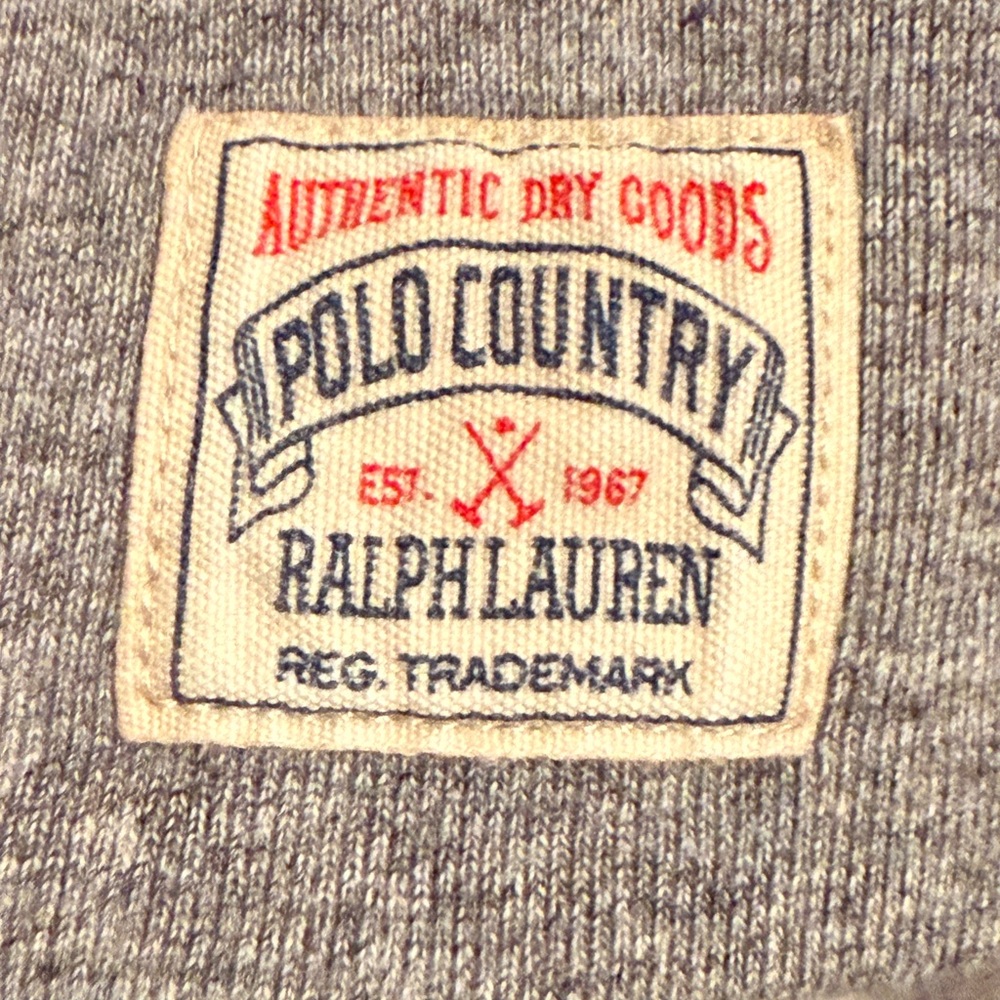 AUTHENTIC DRY GOODS
POLO COUNTRY
EST. 1967
RALPH LAUREN
REG. TRADEMARK